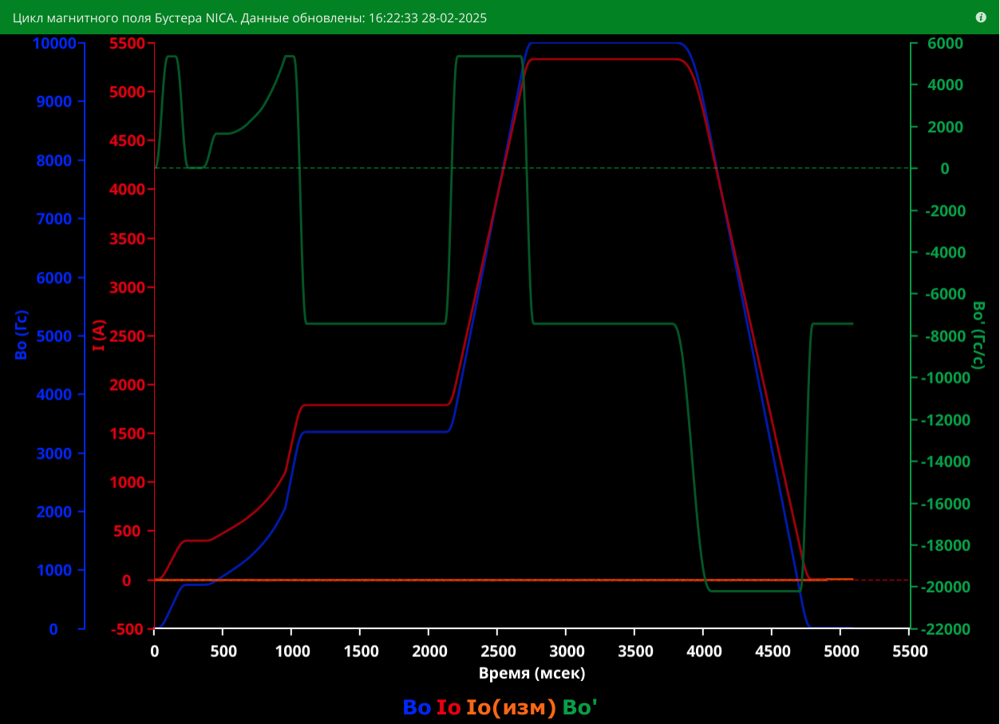 Цикл магнитного поля Бустера NICA. Данные обновлены: 16:22:33 28-02-2025
10000 5500 6000
9000 5000 4000
8000 4500 2000
7000 4000 0
6000 3500 -2000
5000 3000 -4000
4000 2500 -6000
3000 2000 -8000
2000 1500 -10000
1000 1000 -12000
0 500 -14000
0 -16000
-500 -18000
-20000
-22000
Bo (Гс)
I (A)
Bo' (Гс/с)
0 500 1000 1500 2000 2500 3000 3500 4000 4500 5000 5500
Время (мсек)
Bo Io Io(изм) Bo'